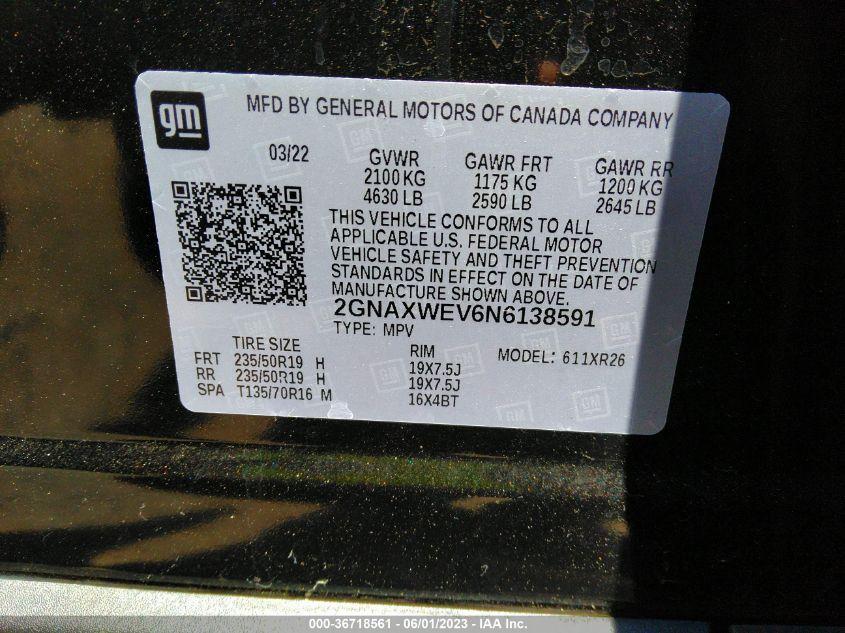 gm
MFD BY GENERAL MOTORS OF CANADA COMPANY
03/22
GVWR GAWR FRT GAWR RR
2100 KG 1175 KG 1200 KG
4630 LB 2590 LB 2645 LB
THIS VEHICLE CONFORMS TO ALL
APPLICABLE U.S. FEDERAL MOTOR
VEHICLE SAFETY AND THEFT PREVENTION
STANDARDS IN EFFECT ON THE DATE OF
MANUFACTURE SHOWN ABOVE.
2GNAXWEV6N6138591
TYPE: MPV
TIRE SIZE RIM MODEL: 611XR26
FRT 235/50R19 H 19X7.5J
RR 235/50R19 H 19X7.5J
SPA T135/70R16 M 16X4BT
000-36718561 - 06/01/2023 - IAAI.com